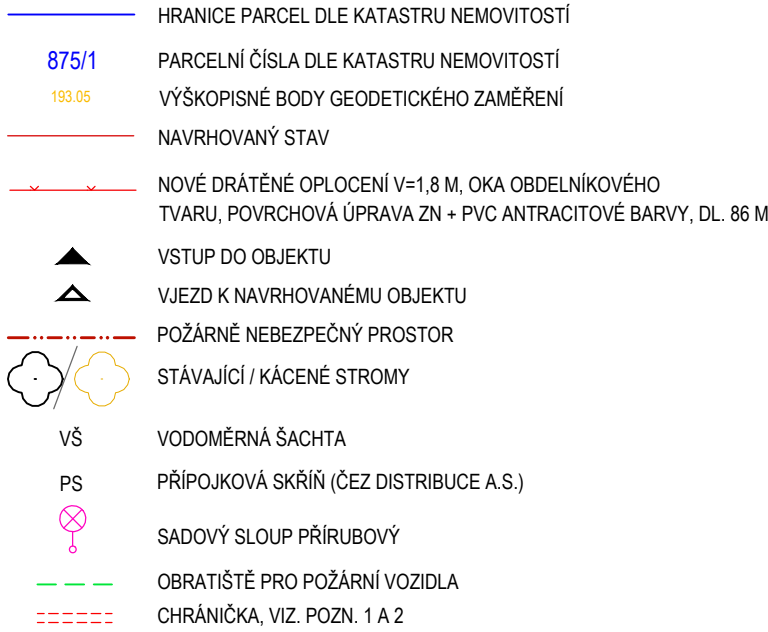 HRANICE PARCEL DLE KATASTRU NEMOVITOSTÍ
875/1 PARCELNÍ ČÍSLA DLE KATASTRU NEMOVITOSTÍ
193.05 VÝŠKOPISNÉ BODY GEODETICKÉHO ZAMĚŘENÍ
NAVRHOVANÝ STAV
NOVÉ DRÁTĚNÉ OPLOCENÍ V=1,8 M, OKA OBDELNÍKOVÉHO
TVARU, POVRCHOVÁ ÚPRAVA ZN + PVC ANTRACITOVÉ BARVY, DL. 86 M
VSTUP DO OBJEKTU
VJEZD K NAVRHOVANÉMU OBJEKTU
POŽÁRNĚ NEBEZPEČNÝ PROSTOR
STÁVAJÍCÍ / KÁCENÉ STROMY
VŠ VODOMĚRNÁ ŠACHTA
PS PŘÍPOJKOVÁ SKŘÍŇ (ČEZ DISTRIBUCE A.S.)
SADOVÝ SLOUP PŘÍRUBOVÝ
OBRATIŠTĚ PRO POŽÁRNÍ VOZIDLA
CHRÁNIČKA, VIZ. POZN. 1 A 2